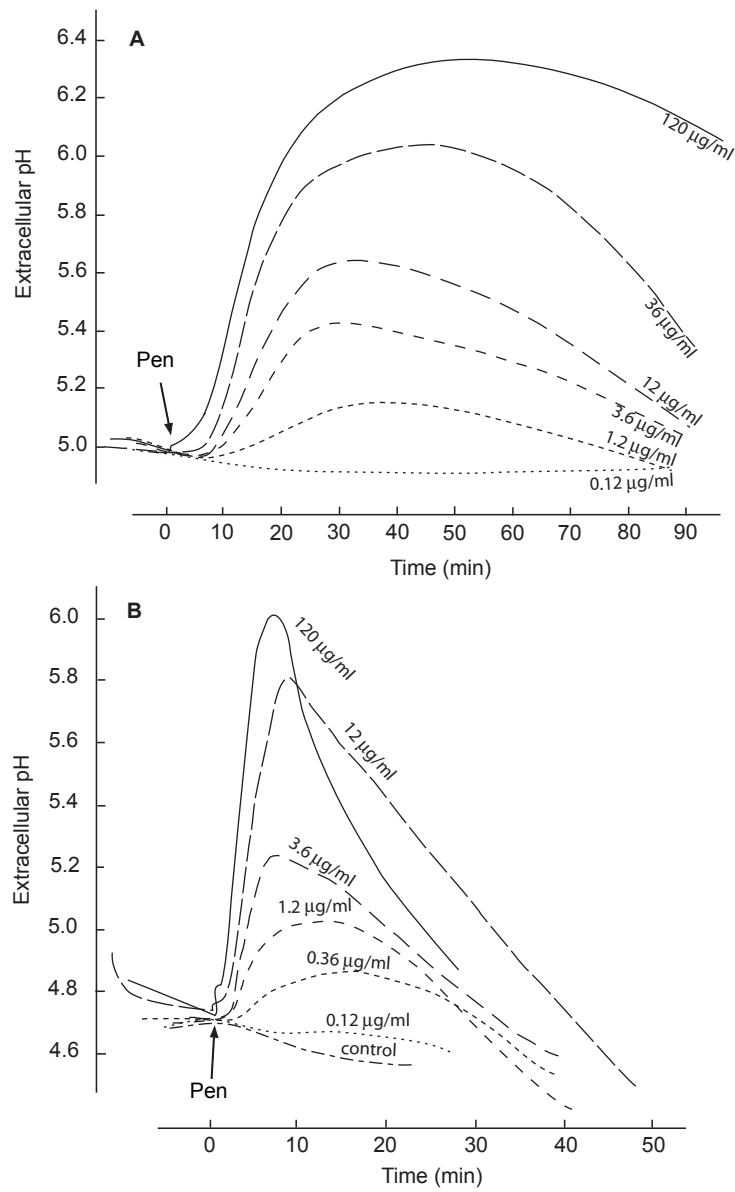 A
Extracellular pH
6.4
6.2
6.0
5.8
5.6
5.4
5.2
5.0
Pen
120 µg/ml
36 µg/ml
12 µg/ml
3.6 µg/ml
1.2 µg/ml
0.12 µg/ml
0 10 20 30 40 50 60 70 80 90
Time (min)
B
Extracellular pH
6.0
5.8
5.6
5.4
5.2
5.0
4.8
4.6
120 µg/ml
12 µg/ml
3.6 µg/ml
1.2 µg/ml
0.36 µg/ml
0.12 µg/ml
control
Pen
0 10 20 30 40 50
Time (min)